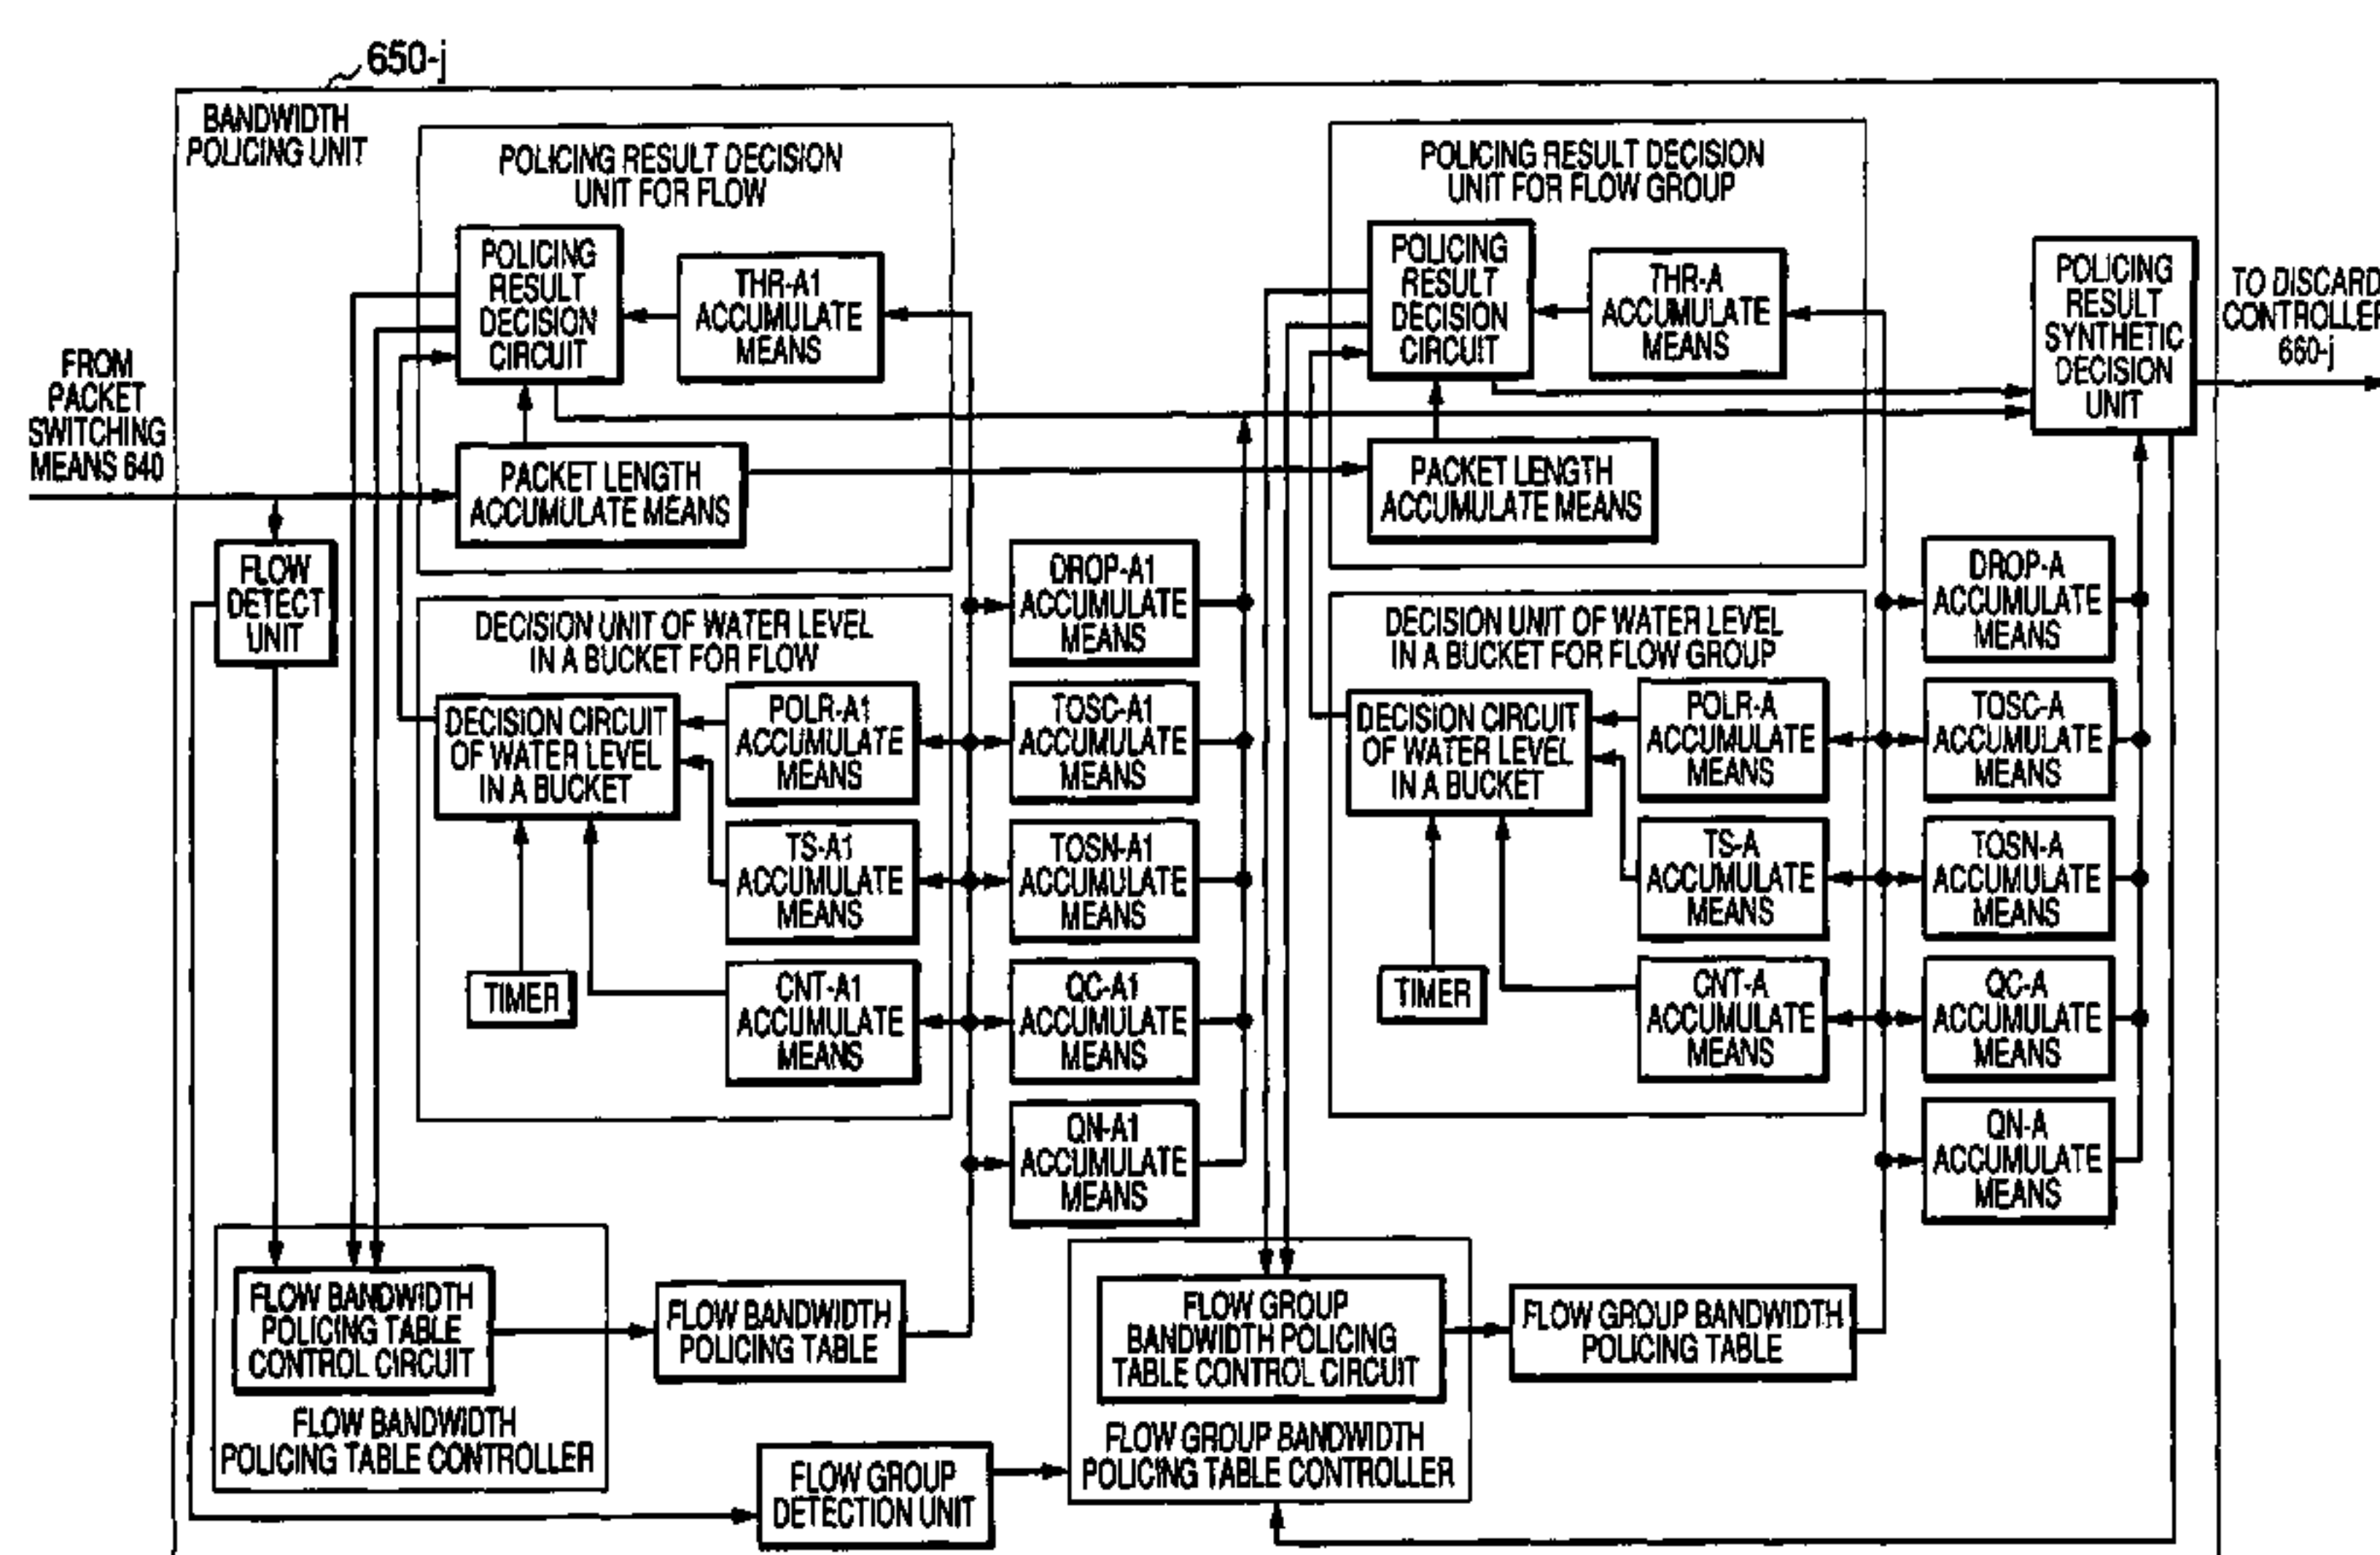 650-j
BANDWIDTH
POLICING UNIT
POLICING RESULT DECISION
UNIT FOR FLOW
POLICING
RESULT
DECISION
CIRCUIT
THR-A1
ACCUMULATE
MEANS
PACKET LENGTH
ACCUMULATE MEANS
FROM
PACKET
SWITCHING
MEANS 640
FLOW
DETECT
UNIT
DECISION UNIT OF WATER LEVEL
IN A BUCKET FOR FLOW
DECISION CIRCUIT
OF WATER LEVEL
IN A BUCKET
POLR-A1
ACCUMULATE
MEANS
TS-A1
ACCUMULATE
MEANS
CNT-A1
ACCUMULATE
MEANS
TIMER
DROP-A1
ACCUMULATE
MEANS
TOSC-A1
ACCUMULATE
MEANS
TOSN-A1
ACCUMULATE
MEANS
QC-A1
ACCUMULATE
MEANS
QN-A1
ACCUMULATE
MEANS
POLICING RESULT DECISION
UNIT FOR FLOW GROUP
POLICING
RESULT
DECISION
CIRCUIT
THR-A
ACCUMULATE
MEANS
PACKET LENGTH
ACCUMULATE MEANS
POLICING
RESULT
SYNTHETIC
DECISION
UNIT
TO DISCARD
CONTROLLER
660-j
DECISION UNIT OF WATER LEVEL
IN A BUCKET FOR FLOW GROUP
DECISION CIRCUIT
OF WATER LEVEL
IN A BUCKET
POLR-A
ACCUMULATE
MEANS
TS-A
ACCUMULATE
MEANS
CNT-A
ACCUMULATE
MEANS
TIMER
DROP-A
ACCUMULATE
MEANS
TOSC-A
ACCUMULATE
MEANS
TOSN-A
ACCUMULATE
MEANS
QC-A
ACCUMULATE
MEANS
QN-A
ACCUMULATE
MEANS
FLOW BANDWIDTH
POLICING TABLE
CONTROL CIRCUIT
FLOW BANDWIDTH
POLICING TABLE CONTROLLER
FLOW BANDWIDTH
POLICING TABLE
FLOW GROUP
DETECTION UNIT
FLOW GROUP
BANDWIDTH POLICING
TABLE CONTROL CIRCUIT
FLOW GROUP BANDWIDTH
POLICING TABLE CONTROLLER
FLOW GROUP BANDWIDTH
POLICING TABLE